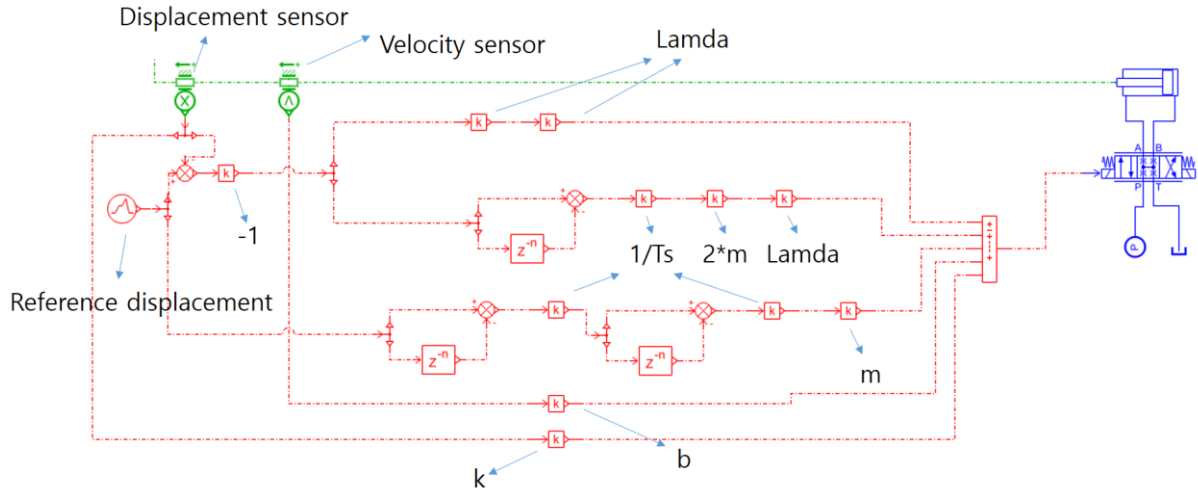 Displacement sensor
Velocity sensor
Lamda
X
V
k
k
A B
k
P T
-1
k
k
k
z⁻ⁿ
1/Ts
2*m
Lamda
P
Reference displacement
k
k
k
z⁻ⁿ
z⁻ⁿ
m
k
k
b
k